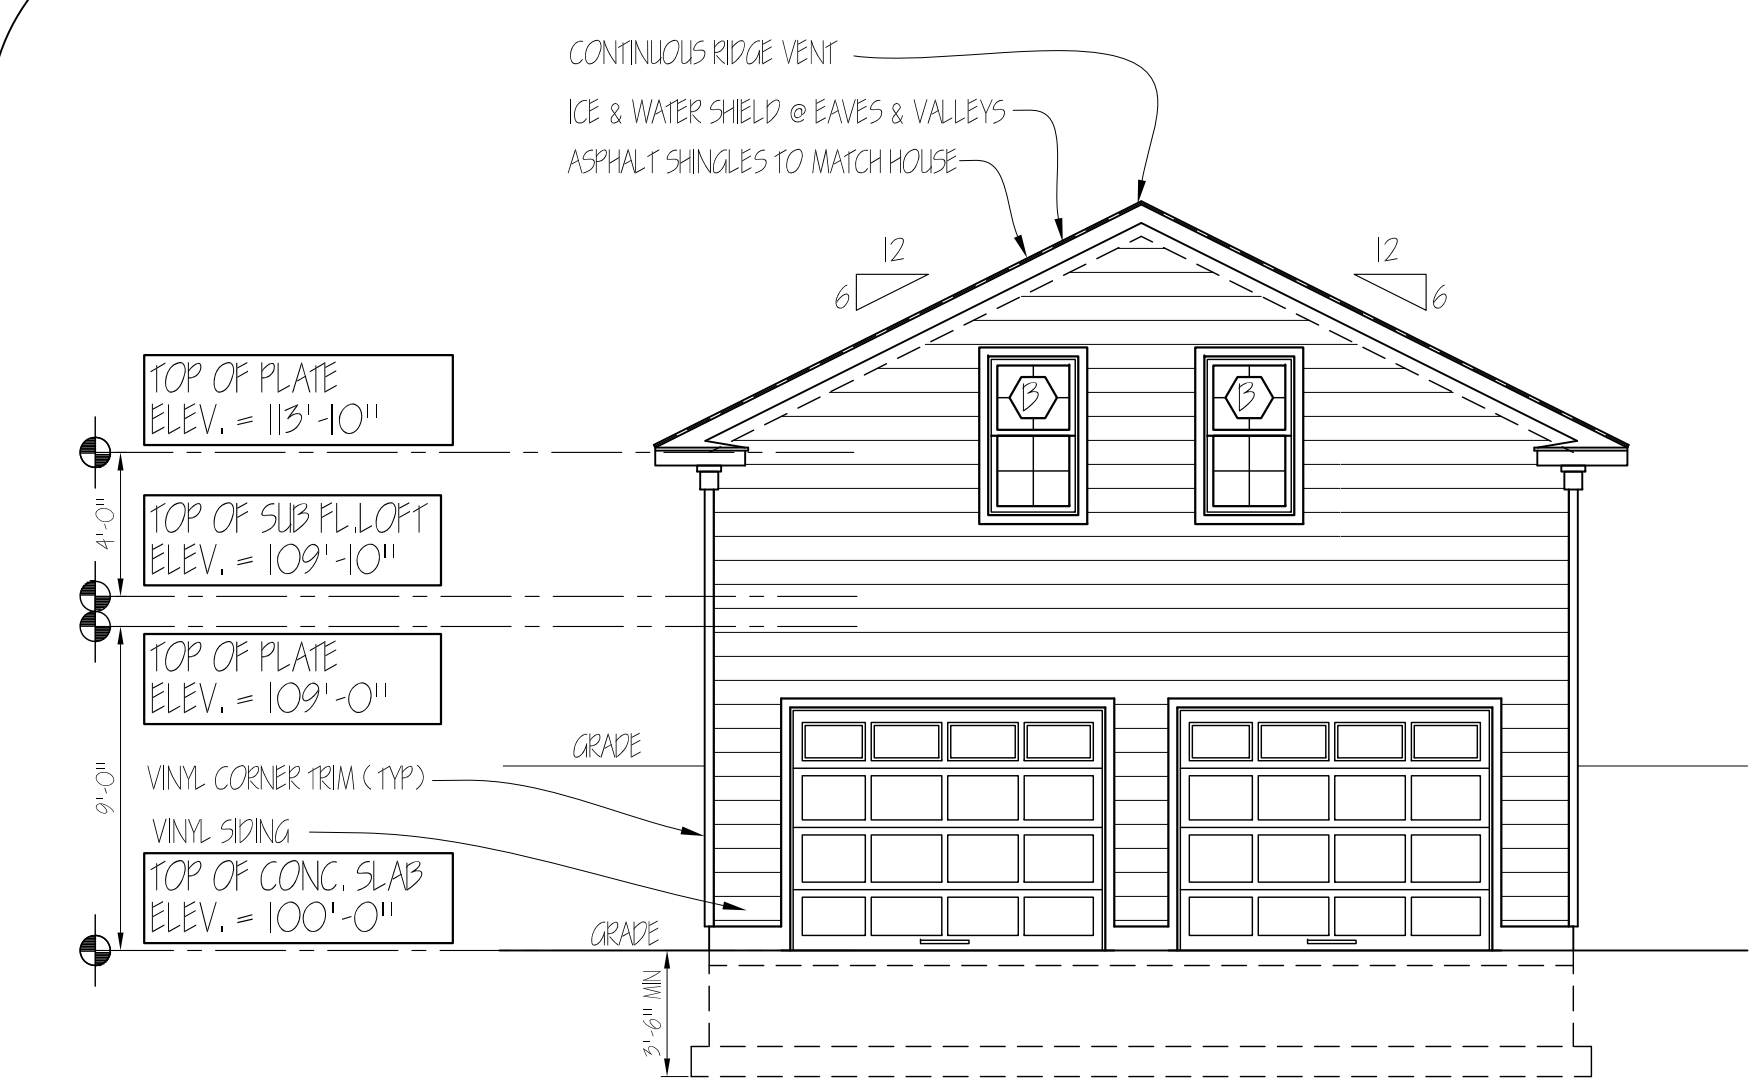 CONTINUOUS RIDGE VENT
ICE & WATER SHIELD @ EAVES & VALLEYS
ASPHALT SHINGLES TO MATCH HOUSE
12
6
12
6
TOP OF PLATE
ELEV. = 113'-10"
B
B
4'-0"
TOP OF SUB FL.LOFT
ELEV. = 109'-10"
TOP OF PLATE
ELEV. = 109'-0"
GRADE
9'-0"
VINYL CORNER TRIM (TYP)
VINYL SIDING
TOP OF CONC. SLAB
ELEV. = 100'-0"
GRADE
3'-6" MIN